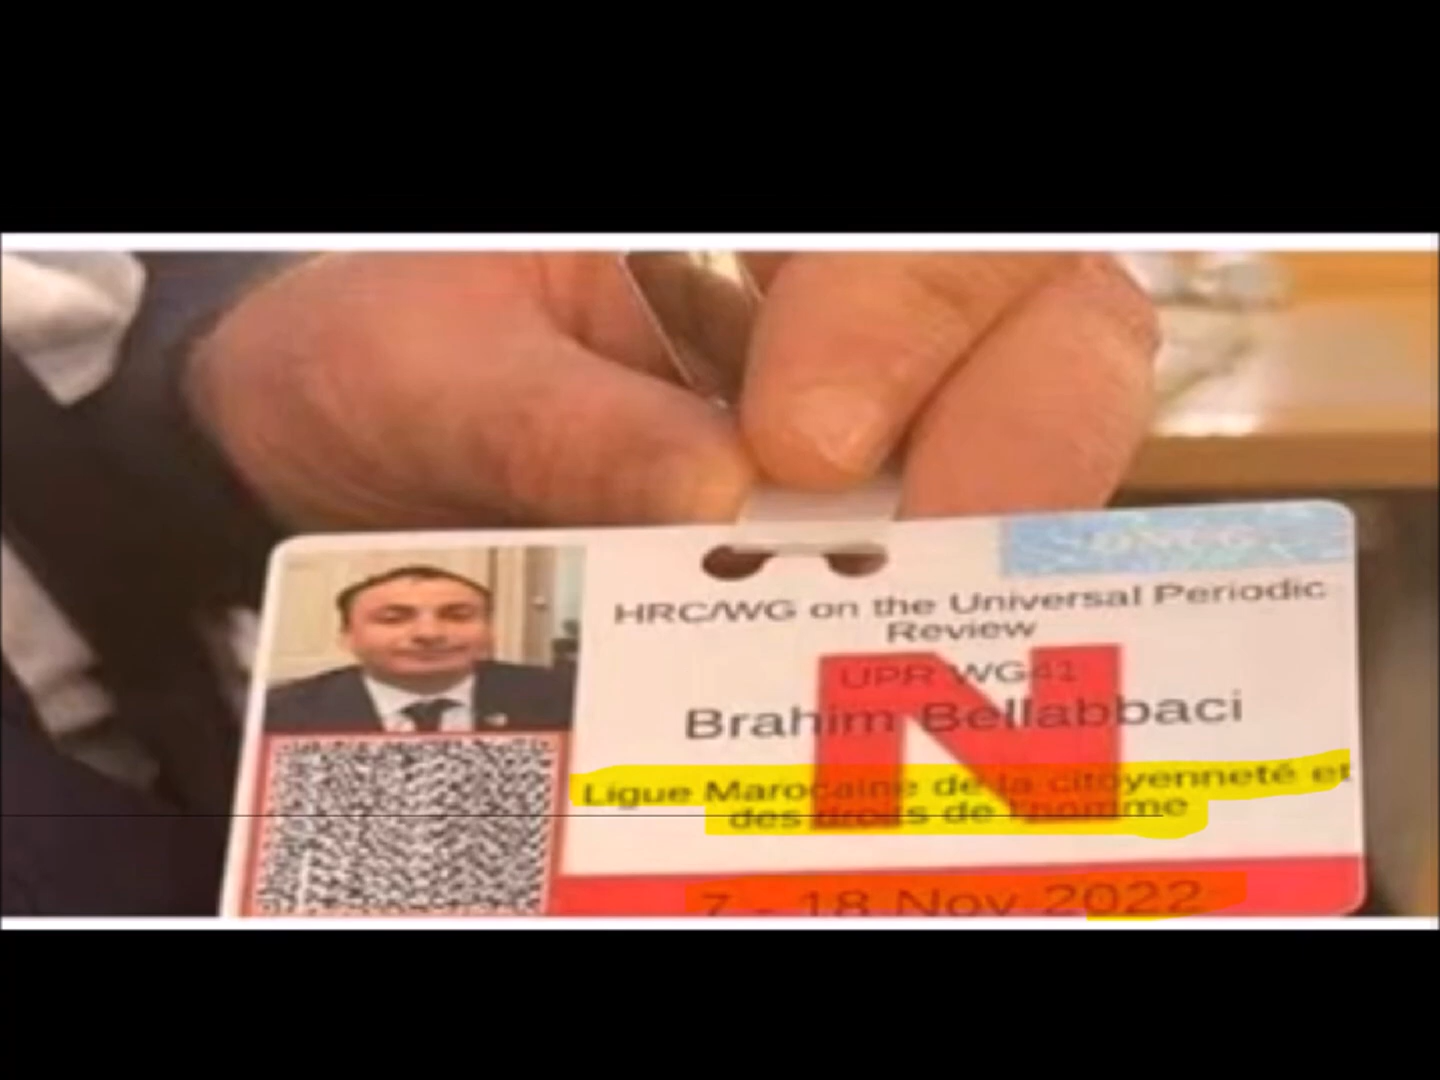 HRC/WG on the Universal Periodic
Review
UPR WG41
N
Brahim Bellabbaci
Ligue Marocaine de la citoyenneté et
des droits de l'homme
7 - 18 Nov 2022